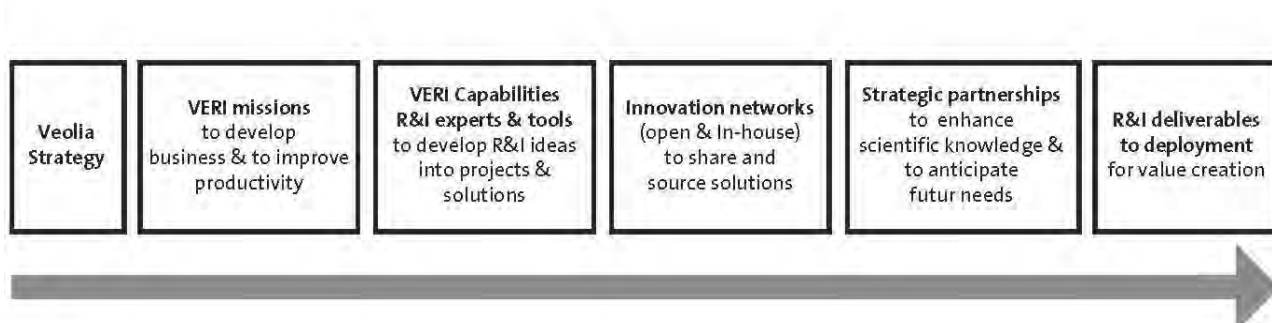 Veolia
Strategy
VERI missions
to develop
business & to improve
productivity
VERI Capabilities
R&I experts & tools
to develop R&I ideas
into projects &
solutions
Innovation networks
(open & In-house)
to share and
source solutions
Strategic partnerships
to enhance
scientific knowledge &
to anticipate
futur needs
R&I deliverables
to deployment
for value creation